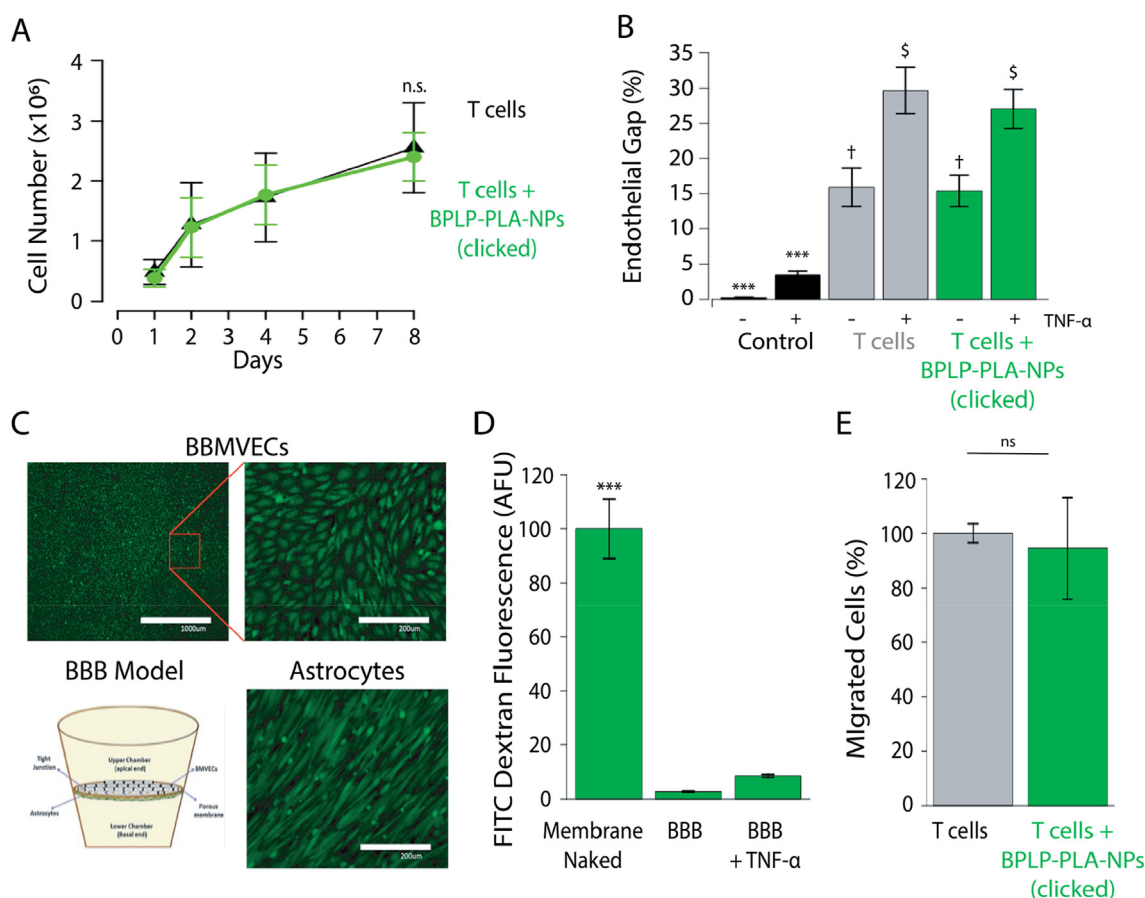 A
Cell Number (x10⁶)
4
3
2
1
0
0 1 2 3 4 5 6 7 8
Days
n.s.
T cells
T cells +
BPLP-PLA-NPs
(clicked)
B
Endothelial Gap (%)
35
30
25
20
15
10
5
0
***
***
†
$
†
$
- + - + - + TNF-α
Control T cells T cells +
BPLP-PLA-NPs
(clicked)
C
BBMVECs
1000um
200um
BBB Model
Tight
Junction
Upper Chamber
(apical end)
BMVECs
Astrocytes
Porous
membrane
Lower Chamber
(Basal end)
Astrocytes
200um
D
FITC Dextran Fluorescence (AFU)
120
100
80
60
40
20
0
***
Membrane
Naked
BBB
BBB
+ TNF-α
E
MIgrated Cells (%)
120
100
80
60
40
20
0
ns
T cells
T cells +
BPLP-PLA-NPs
(clicked)